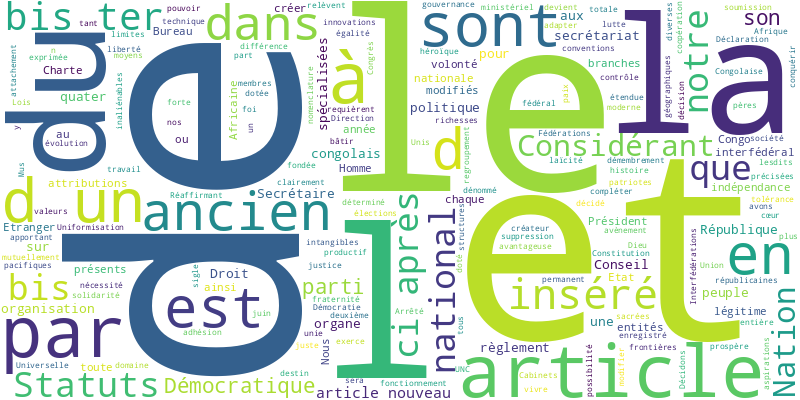 bis ter
dans
sont
aux
son
la
le
et
de
l
du
à
d
d un
ancien
est
par
bis
Statuts
Démocratique
parti
ci après
national
article
inséré
Considérant
que
en
Nation
notre
politique
congolais
secrétariat
branches
nationale
modifiés
volonté
pour
spécialisées
créer
relèvent
innovations
égalité
ou
année
Africaine
quater
Bureau
technique
pouvoir
tant
limites
liberté
moyens
Charte
attachement
n
exprimée
Lois
y
au
évolution
travail
inaliénables
différence
part
membres
dotée
foi
forte
nos
un
nomenclature
requièrent
Direction
bâtir
Congrès
fondée
Homme
clairement
Secrétaire
Réaffirmant
attributions
valeurs
Etranger
Uniformisation
apportant
mutuellement
sur
pacifiques
présents
sigle
Droit
nécessité
solidarité
ainsi
organisation
adhésion
juin
Universelle
toute
domaine
destin
intangibles
productif
justice
fraternité
Démocratie
deuxième
organe
unie
Nous
juste
exerce
Arrêté
sera
article nouveau
fonctionnement
déterminé
élections
chaque
structures
doté
tous
règlement
UNC
vivre
Cabinets
permanent
une
entités
enregistré
frontières
possibilité
modifier
sacrées
Etat
Conseil
Constitution
Dieu
avantageuse
créateur
suppression
avènement
Président
décidé
dénommé
regroupement
Unis
gouvernance
ministériel
devient
adapter
héroïque
lutte
totale
conventions
contrôle
étendue
moderne
fédéral
paix
Fédérations
géographiques
décision
diverses
coopération
soumission
Afrique
Déclaration
conquérir
Congolaise
pères
Congo
société
interfédéral
lesdits
précisées
tolérance
indépendance
démembrement
laïcité
histoire
patriotes
compléter
avons
cœur
République
plus
Union
républicaines
Interfédérations
peuple
légitime
entière
prospère
Décidons
aspirations